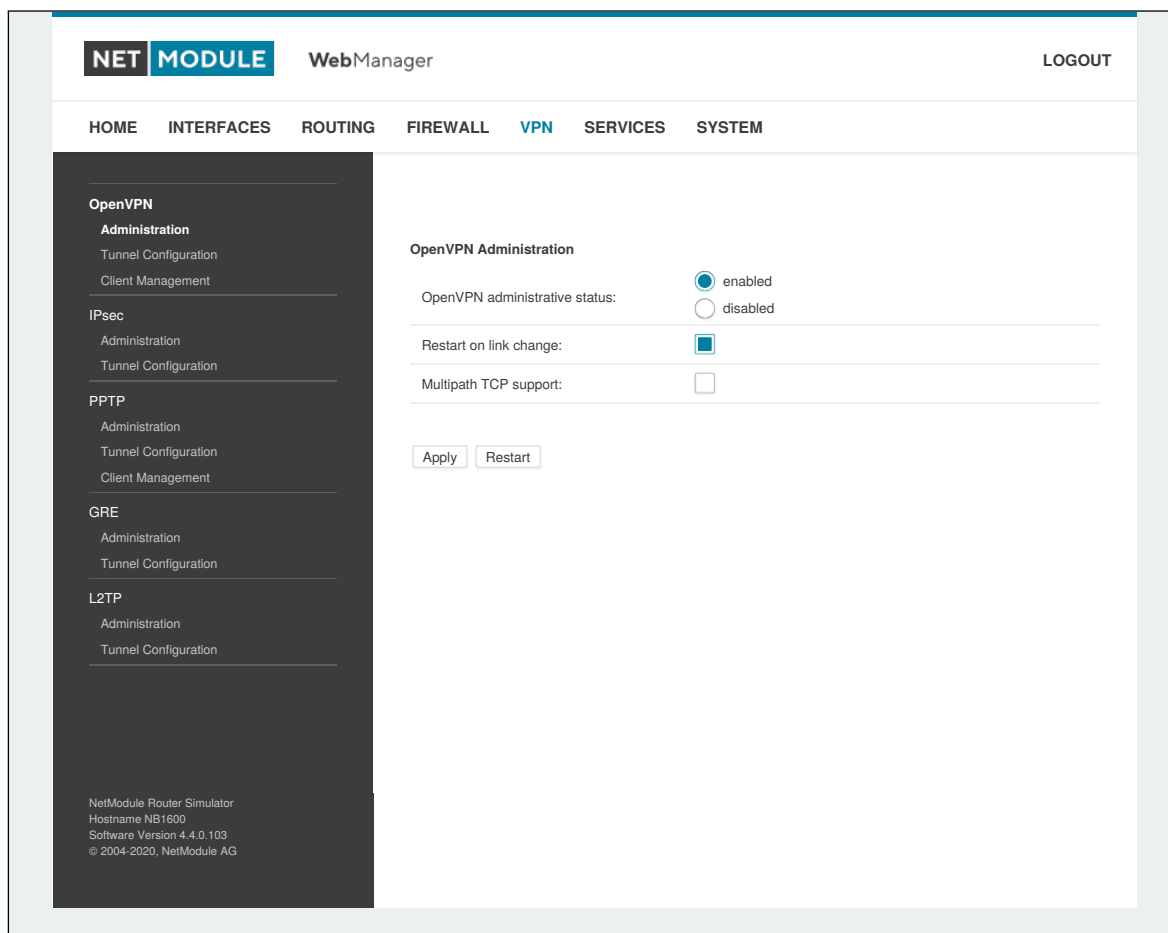 NET MODULE WebManager LOGOUT
HOME INTERFACES ROUTING FIREWALL VPN SERVICES SYSTEM
OpenVPN
Administration
Tunnel Configuration
Client Management
IPsec
Administration
Tunnel Configuration
PPTP
Administration
Tunnel Configuration
Client Management
GRE
Administration
Tunnel Configuration
L2TP
Administration
Tunnel Configuration
NetModule Router Simulator
Hostname NB1600
Software Version 4.4.0.103
© 2004-2020, NetModule AG
OpenVPN Administration
OpenVPN administrative status:
enabled
disabled
Restart on link change:
Multipath TCP support:
Apply Restart